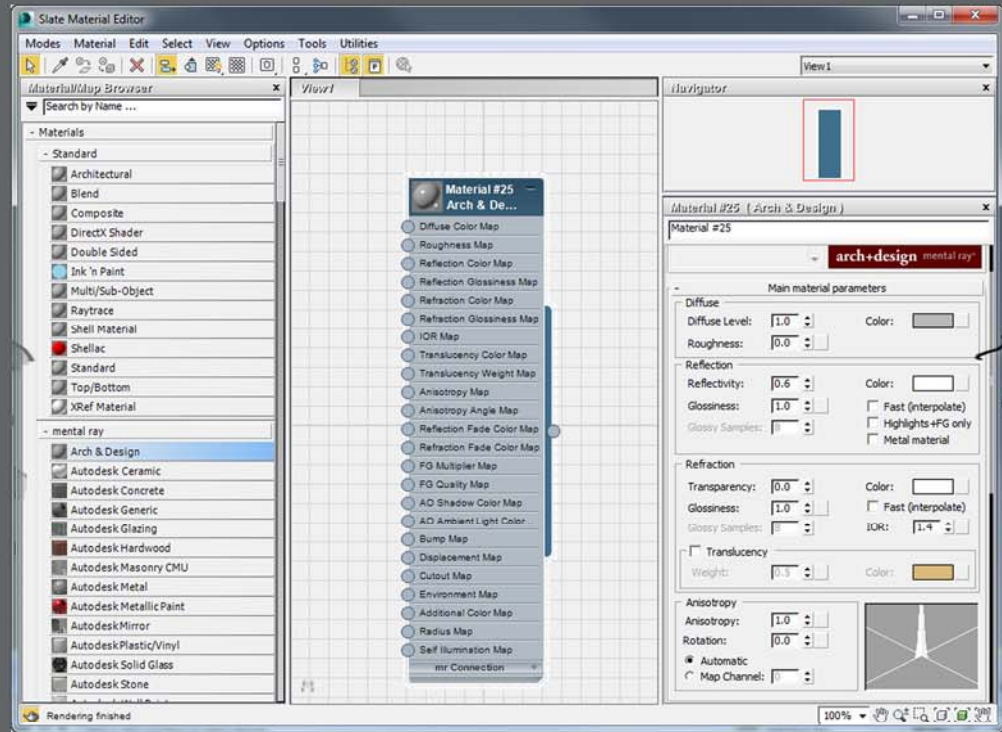 Slate Material Editor
Modes Material Edit Select View Options Tools Utilities
View1
Material/Map Browser
Search by Name ...
- Materials
- Standard
Architectural
Blend
Composite
DirectX Shader
Double Sided
Ink 'n Paint
Multi/Sub-Object
Raytrace
Shell Material
Shellac
Standard
Top/Bottom
XRef Material
- mental ray
Arch & Design
Autodesk Ceramic
Autodesk Concrete
Autodesk Generic
Autodesk Glazing
Autodesk Hardwood
Autodesk Masonry CMU
Autodesk Metal
Autodesk Metallic Paint
Autodesk Mirror
Autodesk Plastic/Vinyl
Autodesk Solid Glass
Autodesk Stone
Rendering finished
View1
Material #25
Arch & De...
Diffuse Color Map
Roughness Map
Reflection Color Map
Reflection Glossiness Map
Refraction Color Map
Refraction Glossiness Map
IOR Map
Translucency Color Map
Translucency Weight Map
Anisotropy Map
Anisotropy Angle Map
Reflection Fade Color Map
Refraction Fade Color Map
FG Multiplier Map
FG Quality Map
AO Shadow Color Map
AO Ambient Light Color ...
Bump Map
Displacement Map
Cutout Map
Environment Map
Additional Color Map
Radius Map
Self Illumination Map
mr Connection +
Navigator
Material #25 ( Arch & Design )
Material #25
arch+design mental ray
- Main material parameters
Diffuse
Diffuse Level: 1.0 Color:
Roughness: 0.0
Reflection
Reflectivity: 0.6 Color:
Glossiness: 1.0 Fast (interpolate)
Glossy Samples: 8 Highlights+FG only
Metal material
Refraction
Transparency: 0.0 Color:
Glossiness: 1.0 Fast (interpolate)
Glossy Samples: 8 IOR: 1.4
Translucency
Weight: 0.5 Color:
Anisotropy
Anisotropy: 1.0
Rotation: 0.0
Automatic
Map Channel: 0
100%